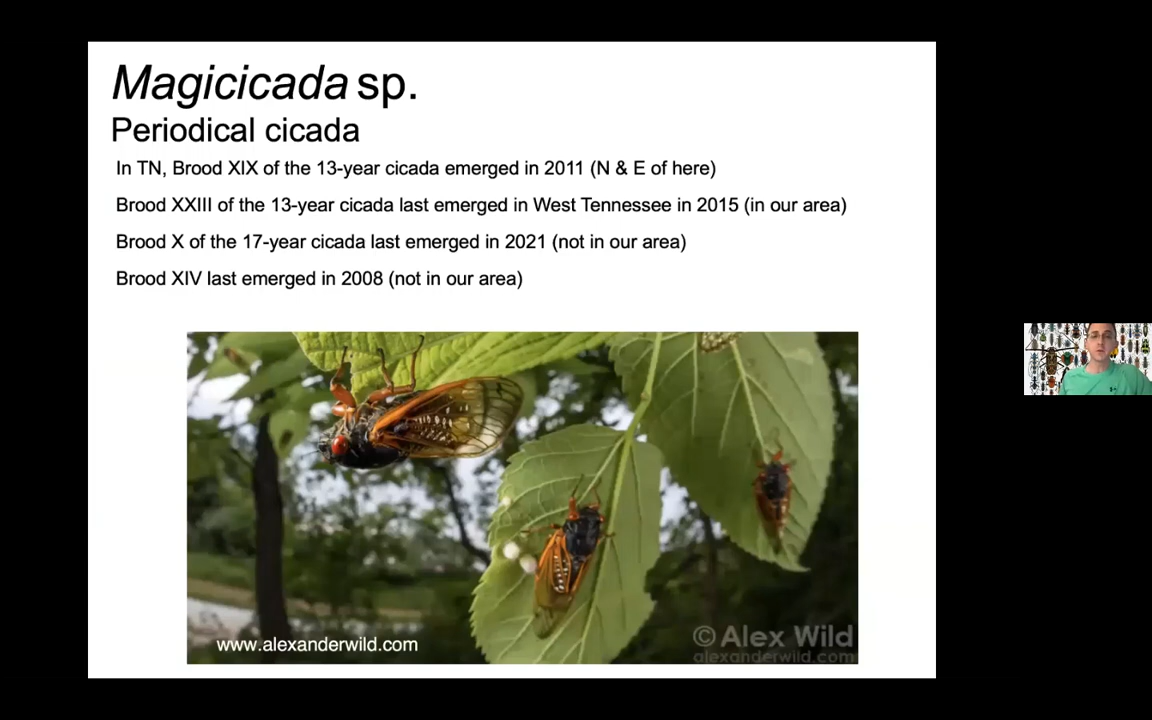 Magicicada sp.
Periodical cicada
In TN, Brood XIX of the 13-year cicada emerged in 2011 (N & E of here)
Brood XXIII of the 13-year cicada last emerged in West Tennessee in 2015 (in our area)
Brood X of the 17-year cicada last emerged in 2021 (not in our area)
Brood XIV last emerged in 2008 (not in our area)
www.alexanderwild.com
© Alex Wild
alexanderwild.com